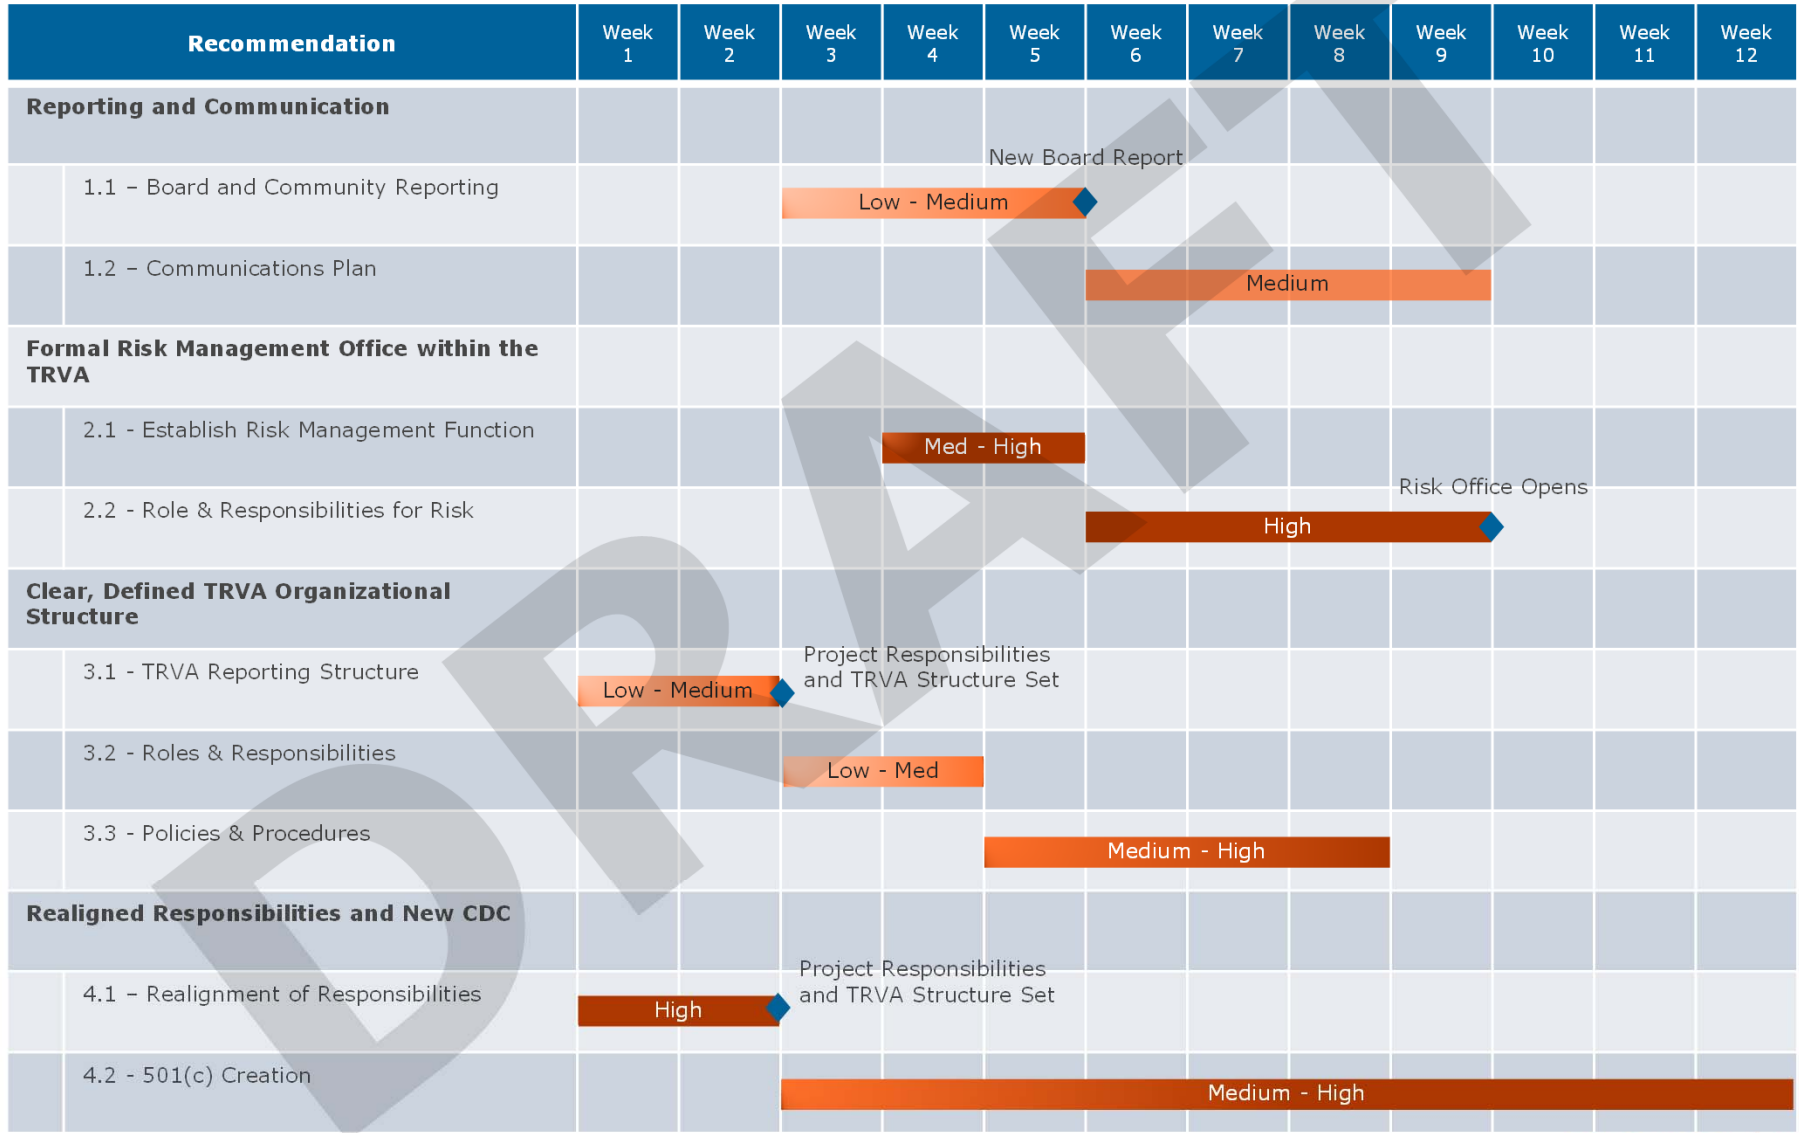 Recommendation
Week
1
Week
2
Week
3
Week
4
Week
5
Week
6
Week
7
Week
8
Week
9
Week
10
Week
11
Week
12
Reporting and Communication
New Board Report
1.1 – Board and Community Reporting
Low - Medium
1.2 – Communications Plan
Medium
Formal Risk Management Office within the
TRVA
2.1 - Establish Risk Management Function
Med - High
Risk Office Opens
2.2 - Role & Responsibilities for Risk
High
Clear, Defined TRVA Organizational
Structure
3.1 - TRVA Reporting Structure
Low - Medium
Project Responsibilities
and TRVA Structure Set
3.2 - Roles & Responsibilities
Low - Med
3.3 - Policies & Procedures
Medium - High
Realigned Responsibilities and New CDC
4.1 – Realignment of Responsibilities
High
Project Responsibilities
and TRVA Structure Set
4.2 - 501(c) Creation
Medium - High
DRAFT